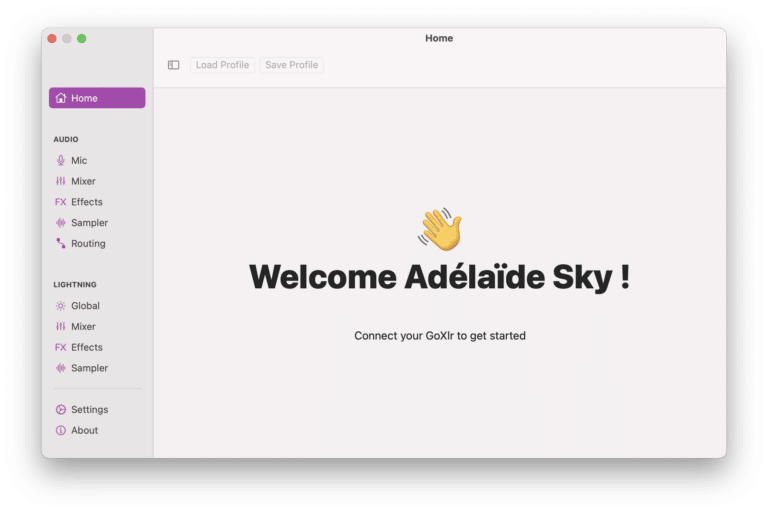 Home
Load Profile Save Profile
Home
AUDIO
Mic
Mixer
FX Effects
Sampler
Routing
LIGHTNING
Global
Mixer
FX Effects
Sampler
Settings
About
Welcome Adélaïde Sky !
Connect your GoXlr to get started